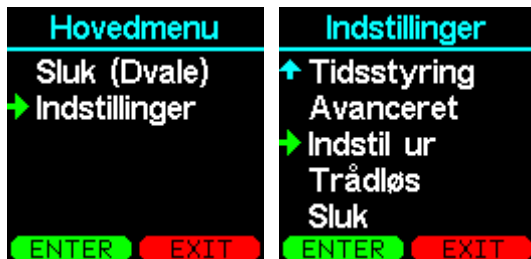 Hovedmenu
Sluk (Dvale)
Indstillinger
ENTER EXIT
Indstillinger
Tidsstyring
Avanceret
Indstil ur
Trådløs
Sluk
ENTER EXIT